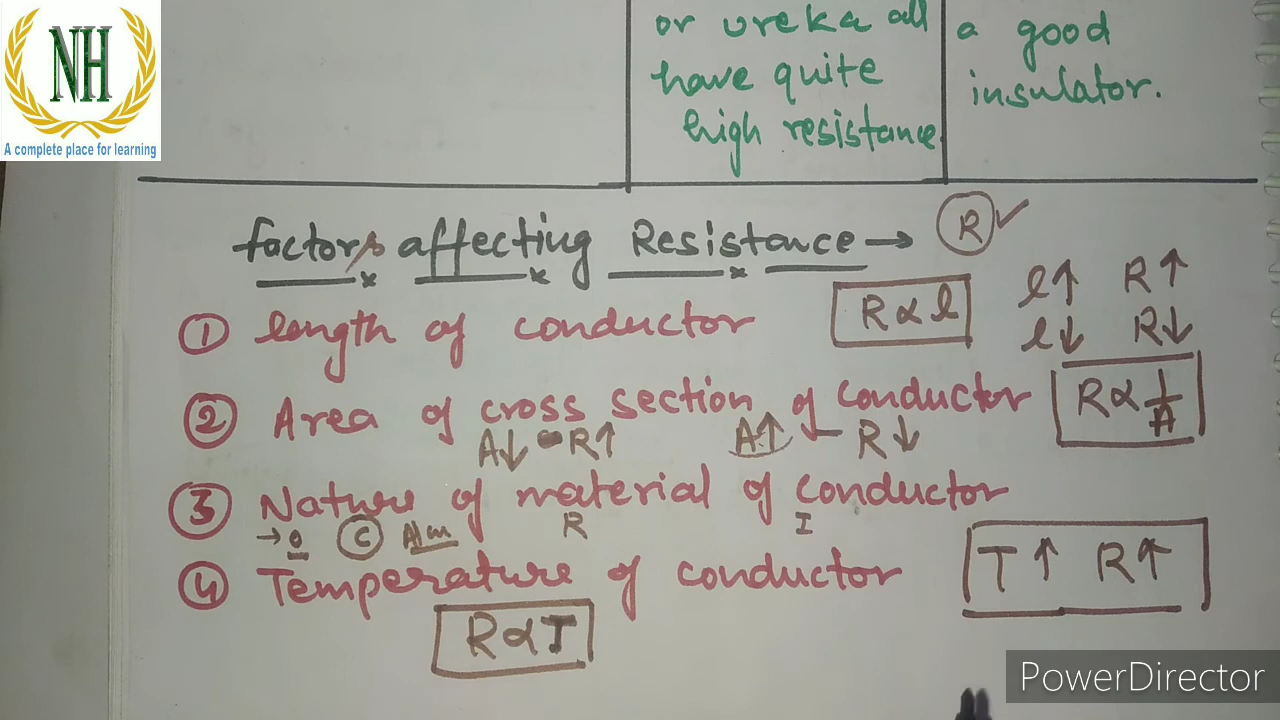 NH
A complete place for learning
or ureka all
have quite
high resistance.
a good
insulator.
factors affecting Resistance → R ✓
① length of conductor R ∝ l
l↑ R↑
l↓ R↓
② Area of cross section of conductor R ∝ 1/A
A↓ R↑ A↑ — R↓
③ Nature of material of conductor
→ C R I
④ Temperature of conductor T↑ R↑
R∝T
PowerDirector